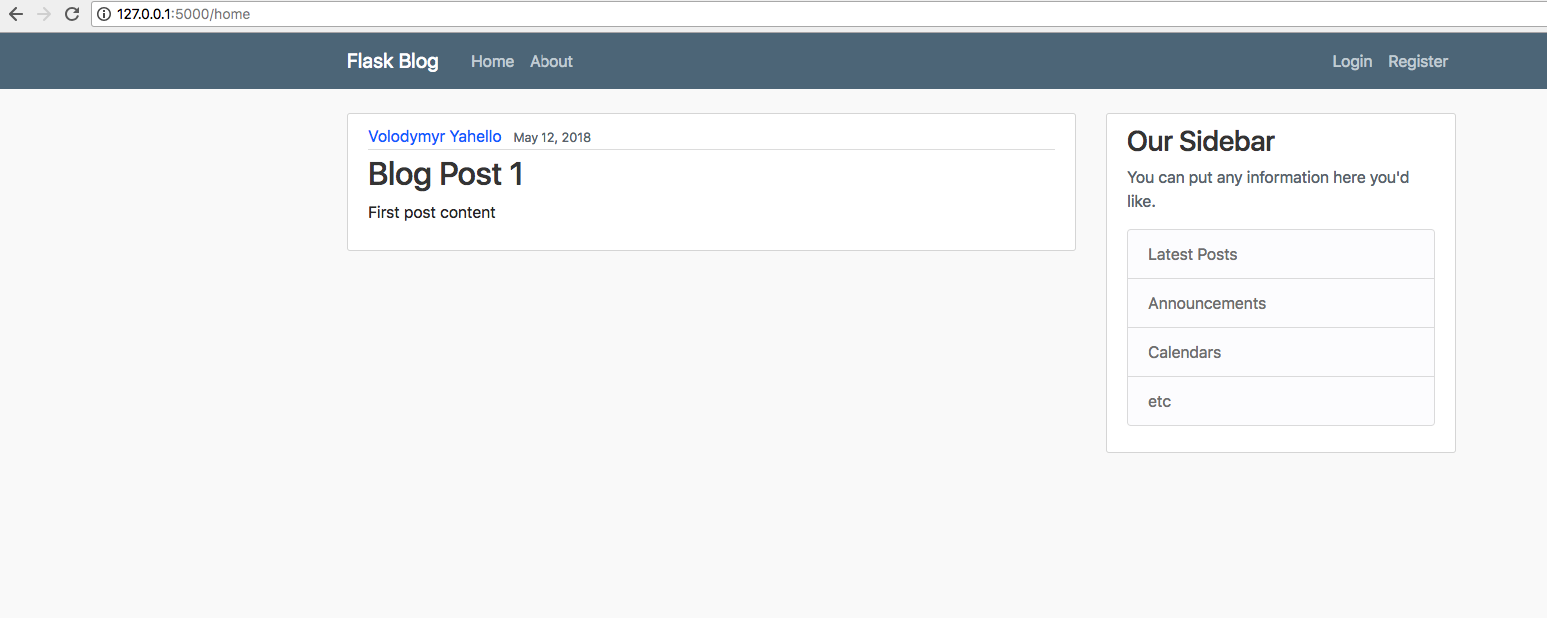 127.0.0.1:5000/home
Flask Blog Home About Login Register
Volodymyr Yahello May 12, 2018
Blog Post 1
First post content
Our Sidebar
You can put any information here you'd
like.
Latest Posts
Announcements
Calendars
etc